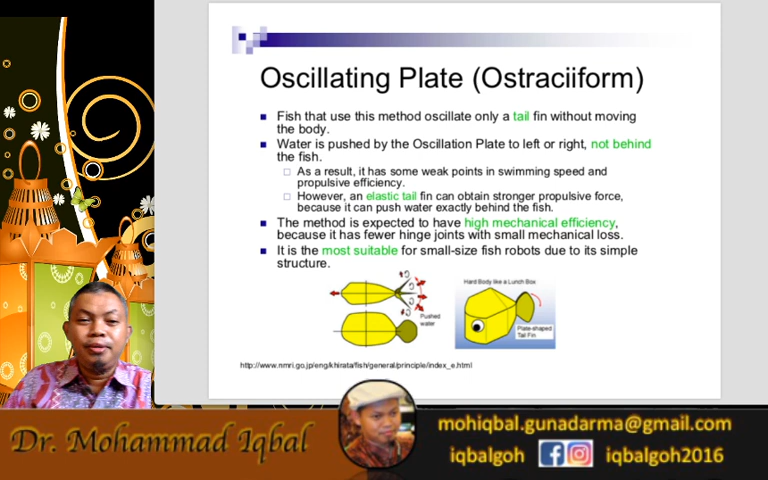 Oscillating Plate (Ostraciiform)
Fish that use this method oscillate only a tail fin without moving
the body.
Water is pushed by the Oscillation Plate to left or right, not behind
the fish.
As a result, it has some weak points in swimming speed and
propulsive efficiency.
However, an elastic tail fin can obtain stronger propulsive force,
because it can push water exactly behind the fish.
The method is expected to have high mechanical efficiency,
because it has fewer hinge joints with small mechanical loss.
It is the most suitable for small-size fish robots due to its simple
structure.
Pushed
water
Hard Body like a Lunch Box
Plate-shaped
Tail Fin
http://www.nmri.go.jp/eng/khirata/fish/general/principle/index_e.html
Dr. Mohammad Iqbal
mohiqbal.gunadarma@gmail.com
iqbalgoh
iqbalgoh2016